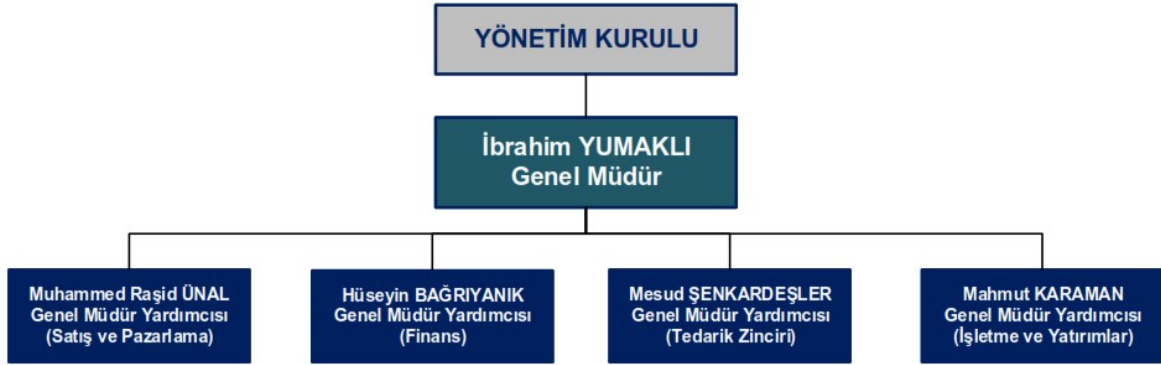 YÖNETİM KURULU
İbrahim YUMAKLI
Genel Müdür
Muhammed Raşid ÜNAL
Genel Müdür Yardımcısı
(Satış ve Pazarlama)
Hüseyin BAĞRIYANIK
Genel Müdür Yardımcısı
(Finans)
Mesud ŞENKARDEŞLER
Genel Müdür Yardımcısı
(Tedarik Zinciri)
Mahmut KARAMAN
Genel Müdür Yardımcısı
(İşletme ve Yatırımlar)